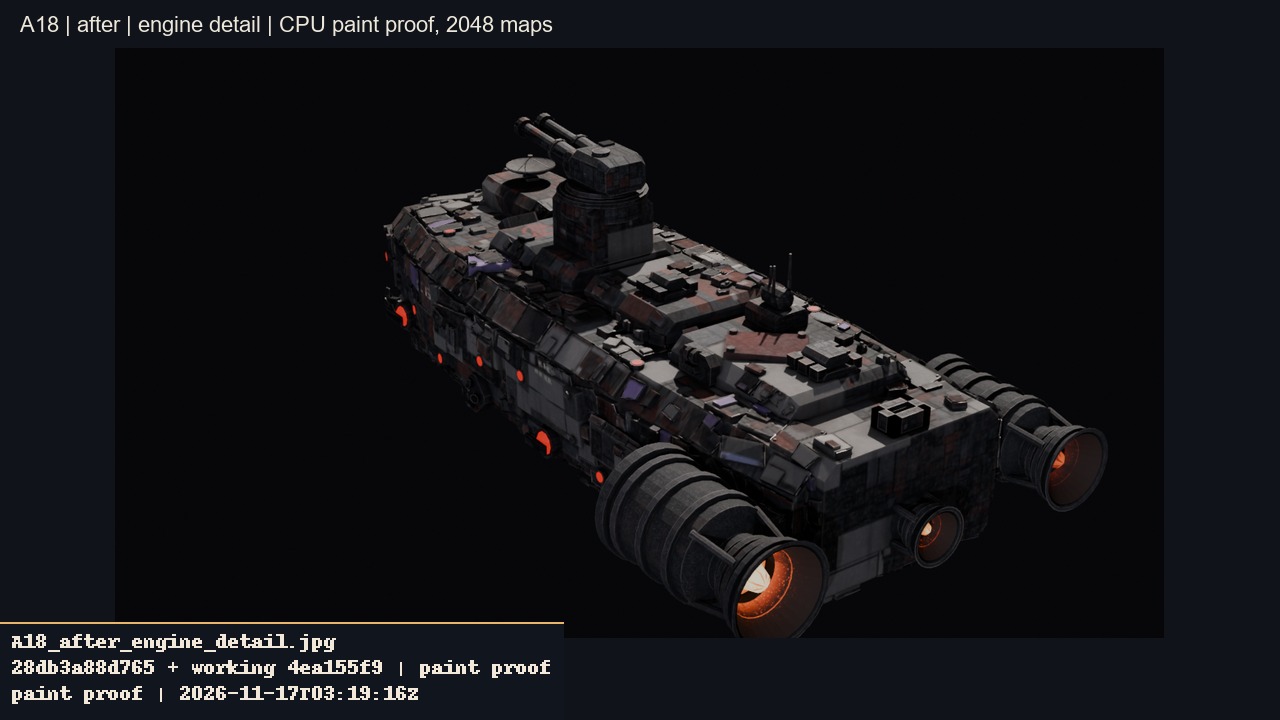 A18 | after | engine detail | CPU paint proof, 2048 maps
A18_after_engine_detail.jpg
28db3a88d765 + working 4ea155f9 | paint proof
paint proof | 2026-11-17T03:19:16Z